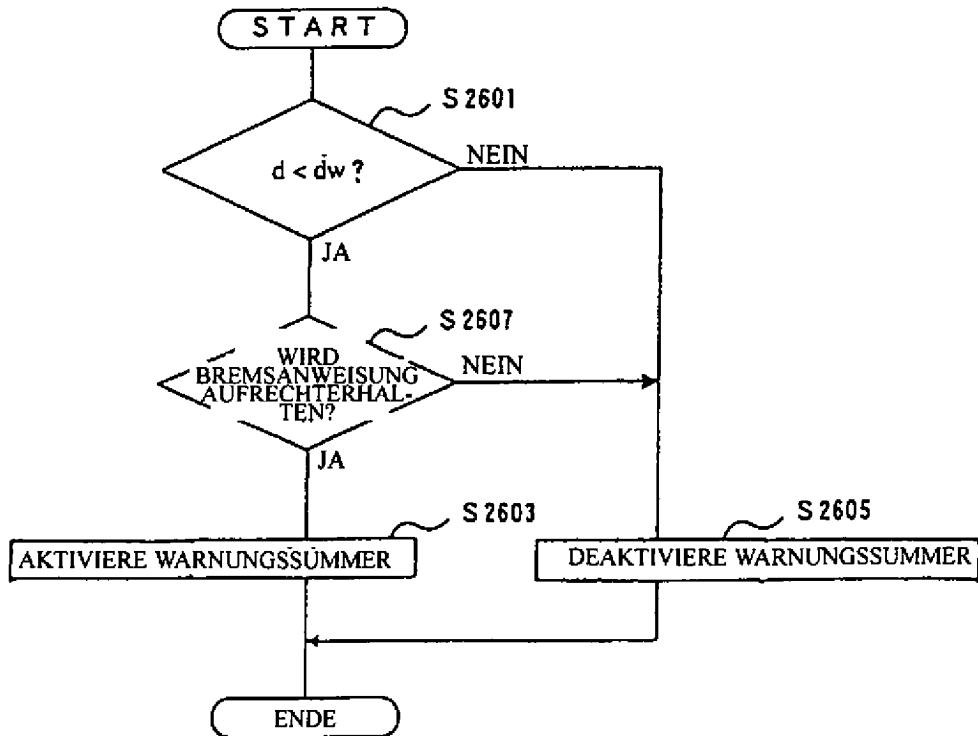 START
S 2601
d < dw ?
NEIN
JA
S 2607
WIRD
BREMSANWEISUNG
AUFRECHTERHAL-
TEN?
NEIN
JA
S 2603
S 2605
AKTIVIERE WARNUNGSSUMMER
DEAKTIVIERE WARNUNGSSUMMER
ENDE